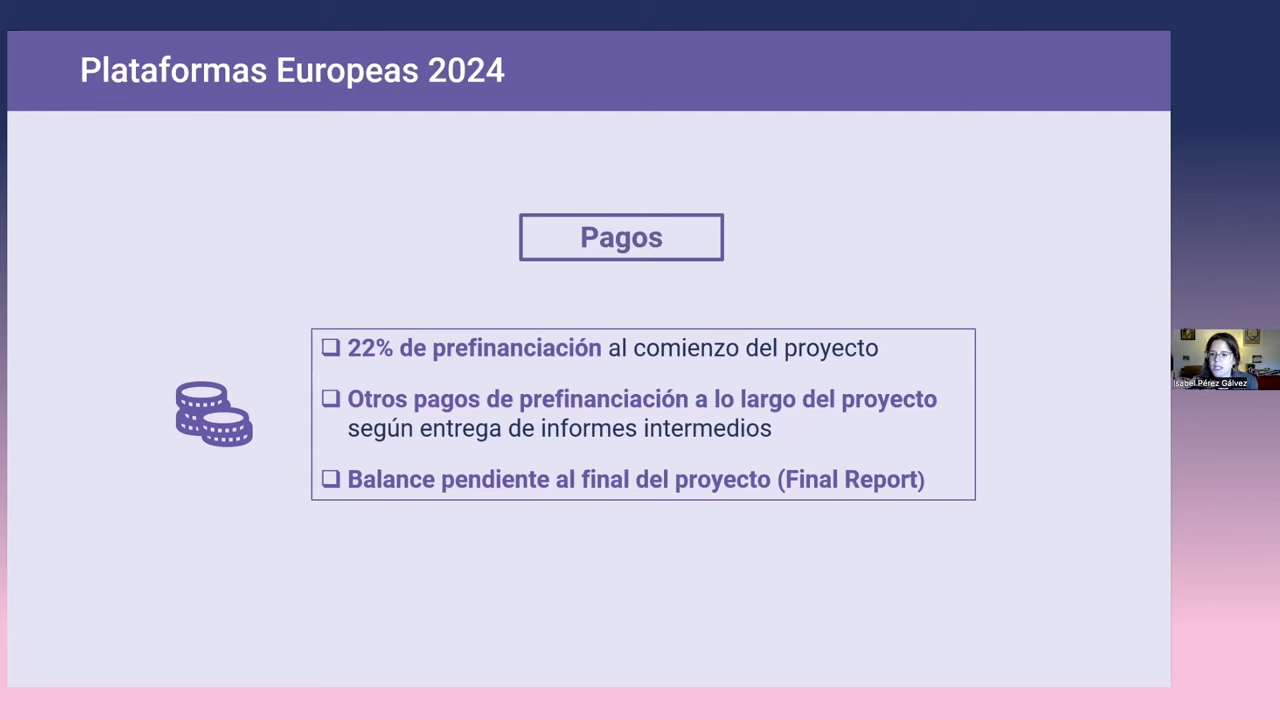 Plataformas Europeas 2024
Pagos
❑ 22% de prefinanciación al comienzo del proyecto
❑ Otros pagos de prefinanciación a lo largo del proyecto
según entrega de informes intermedios
❑ Balance pendiente al final del proyecto (Final Report)
Isabel Pérez Gálvez